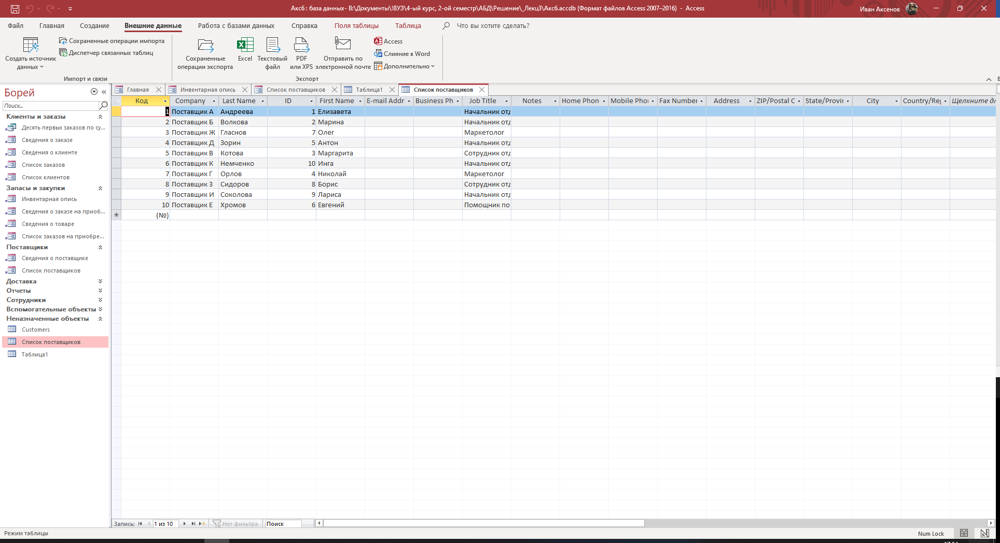 Акс6 : база данных- B:\Документы\!ВУЗ\4-ый курс, 2-ой семестр\АБД\Решение\_Лекц3\Акс6.accdb (Формат файлов Access 2007–2016) - Access
Иван Аксенов
Файл Главная Создание Внешние данные Работа с базами данных Справка Поля таблицы Таблица Что вы хотите сделать?
Создать источник данных
Сохраненные операции импорта
Диспетчер связанных таблиц
Импорт и связи
Сохраненные операции экспорта
Excel
Текстовый файл
PDF или XPS
Отправить по электронной почте
Access
Слияние в Word
Дополнительно
Экспорт
Борей
Поиск...
Клиенты и заказы
Десять первых заказов по су...
Сведения о заказе
Сведения о клиенте
Список заказов
Список клиентов
Запасы и закупки
Инвентарная опись
Сведения о заказе на приоб...
Сведения о товаре
Список заказов на приобре...
Поставщики
Сведения о поставщике
Список поставщиков
Доставка
Отчеты
Сотрудники
Вспомогательные объекты
Неназначенные объекты
Customers
Список поставщиков
Таблица1
Главная Инвентарная опись Список поставщиков Таблица1 Список поставщиков
Код Company Last Name ID First Name E-mail Addr Business Ph Job Title Notes Home Phon Mobile Pho Fax Number Address ZIP/Postal C State/Provi City Country/Re Щелкните дл
1 Поставщик А Андреева 1 Елизавета Начальник отд
2 Поставщик Б Волкова 2 Марина Начальник отд
3 Поставщик Ж Гласнов 7 Олег Маркетолог
4 Поставщик Д Зорин 5 Антон Начальник отд
5 Поставщик В Котова 3 Маргарита Сотрудник отд
6 Поставщик К Немченко 10 Инга Начальник отд
7 Поставщик Г Орлов 4 Николай Маркетолог
8 Поставщик З Сидоров 8 Борис Сотрудник отд
9 Поставщик И Соколова 9 Лариса Начальник отд
10 Поставщик Е Хромов 6 Евгений Помощник по
(№)
Запись: 1 из 10 Нет фильтра Поиск
Режим таблицы
Num Lock